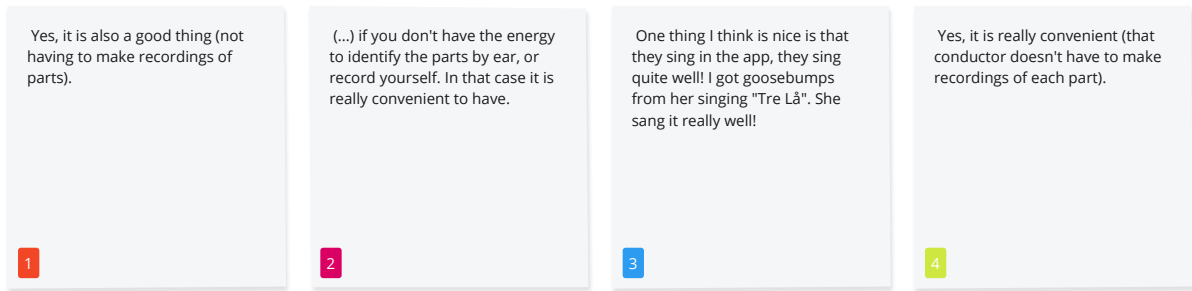 Yes, it is also a good thing (not
having to make recordings of
parts).
1
(...) if you don't have the energy
to identify the parts by ear, or
record yourself. In that case it is
really convenient to have.
2
One thing I think is nice is that
they sing in the app, they sing
quite well! I got goosebumps
from her singing "Tre Lå". She
sang it really well!
3
Yes, it is really convenient (that
conductor doesn't have to make
recordings of each part).
4